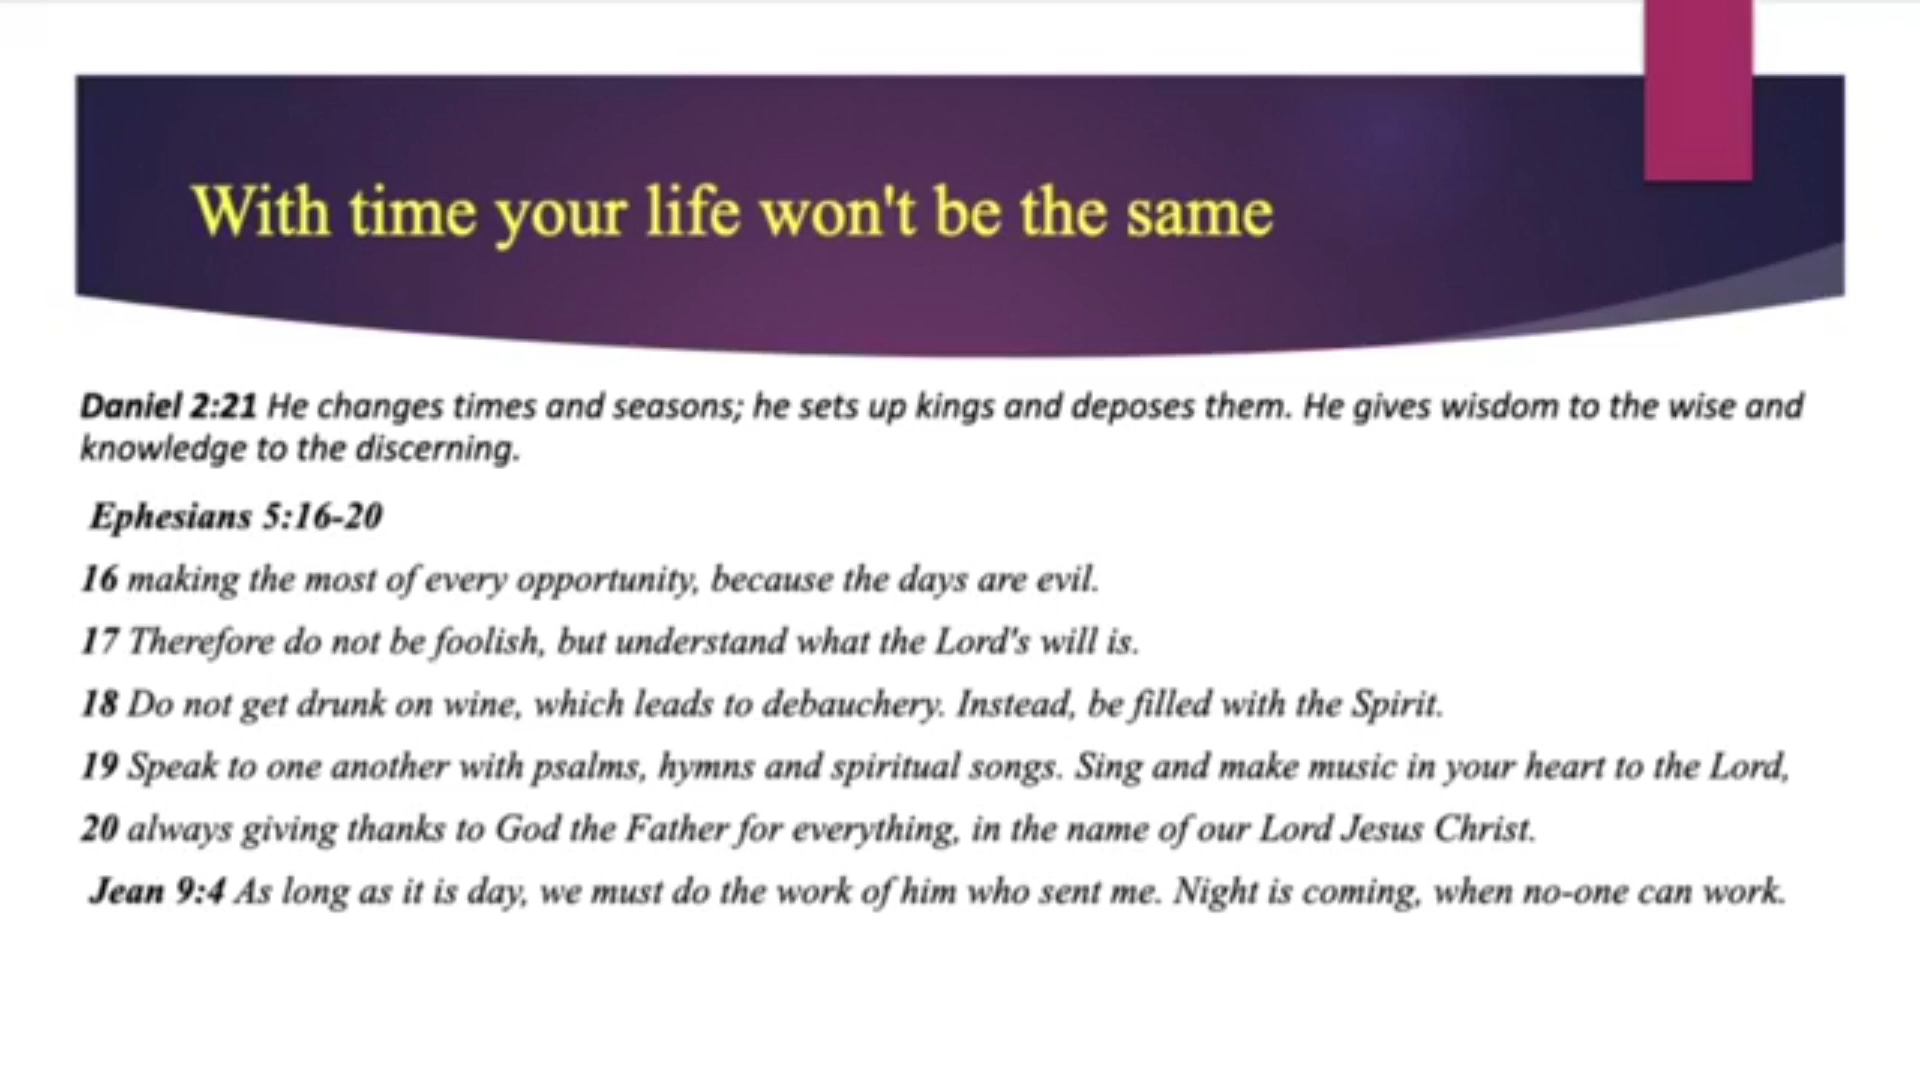 With time your life won't be the same
Daniel 2:21 He changes times and seasons; he sets up kings and deposes them. He gives wisdom to the wise and
knowledge to the discerning.
Ephesians 5:16-20
16 making the most of every opportunity, because the days are evil.
17 Therefore do not be foolish, but understand what the Lord's will is.
18 Do not get drunk on wine, which leads to debauchery. Instead, be filled with the Spirit.
19 Speak to one another with psalms, hymns and spiritual songs. Sing and make music in your heart to the Lord,
20 always giving thanks to God the Father for everything, in the name of our Lord Jesus Christ.
Jean 9:4 As long as it is day, we must do the work of him who sent me. Night is coming, when no-one can work.